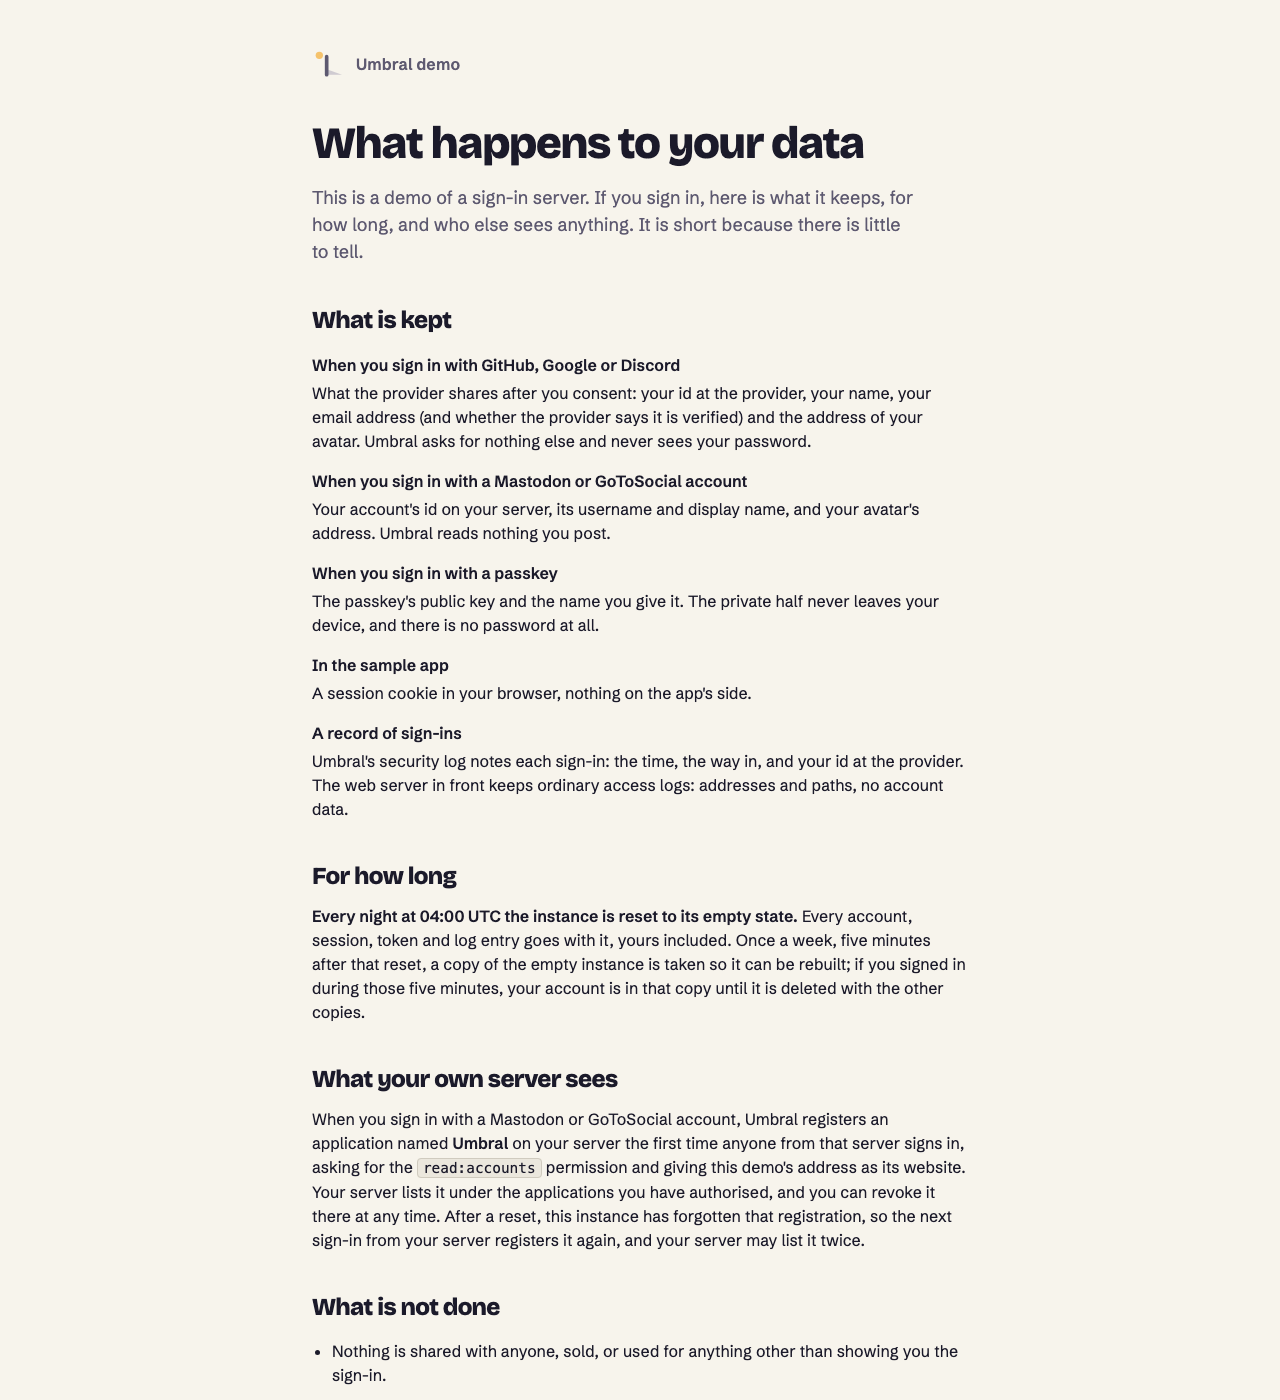 Umbral demo
What happens to your data
This is a demo of a sign-in server. If you sign in, here is what it keeps, for
how long, and who else sees anything. It is short because there is little
to tell.
What is kept
When you sign in with GitHub, Google or Discord
What the provider shares after you consent: your id at the provider, your name, your
email address (and whether the provider says it is verified) and the address of your
avatar. Umbral asks for nothing else and never sees your password.
When you sign in with a Mastodon or GoToSocial account
Your account's id on your server, its username and display name, and your avatar's
address. Umbral reads nothing you post.
When you sign in with a passkey
The passkey's public key and the name you give it. The private half never leaves your
device, and there is no password at all.
In the sample app
A session cookie in your browser, nothing on the app's side.
A record of sign-ins
Umbral's security log notes each sign-in: the time, the way in, and your id at the provider.
The web server in front keeps ordinary access logs: addresses and paths, no account
data.
For how long
Every night at 04:00 UTC the instance is reset to its empty state. Every account,
session, token and log entry goes with it, yours included. Once a week, five minutes
after that reset, a copy of the empty instance is taken so it can be rebuilt; if you signed in
during those five minutes, your account is in that copy until it is deleted with the other
copies.
What your own server sees
When you sign in with a Mastodon or GoToSocial account, Umbral registers an
application named Umbral on your server the first time anyone from that server signs in,
asking for the read:accounts permission and giving this demo's address as its website.
Your server lists it under the applications you have authorised, and you can revoke it
there at any time. After a reset, this instance has forgotten that registration, so the next
sign-in from your server registers it again, and your server may list it twice.
What is not done
• Nothing is shared with anyone, sold, or used for anything other than showing you the
sign-in.